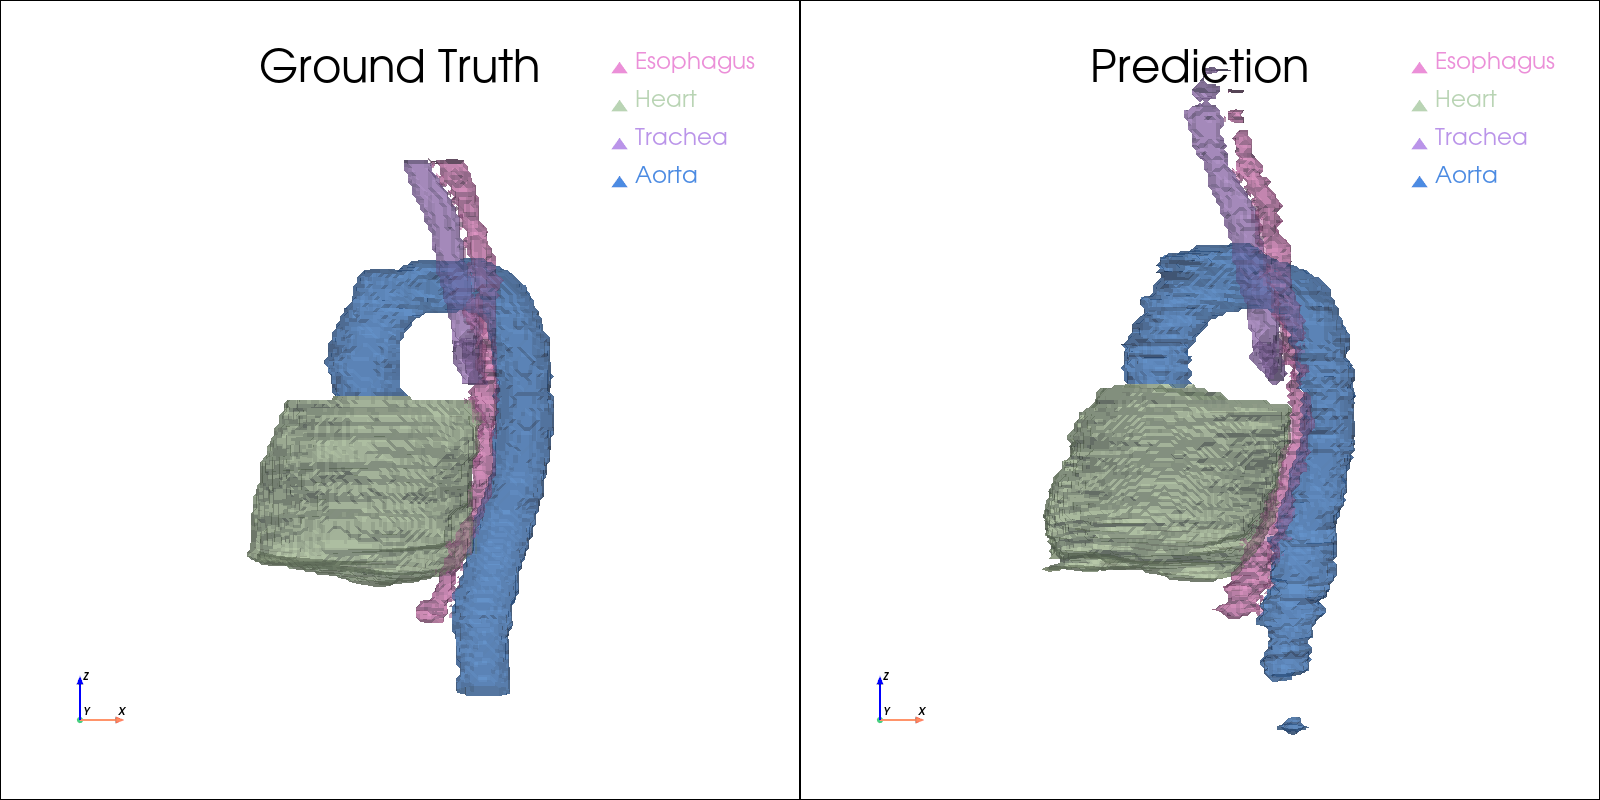 Ground Truth
Esophagus
Heart
Trachea
Aorta
Z
Y X
Prediction
Esophagus
Heart
Trachea
Aorta
Z
Y X